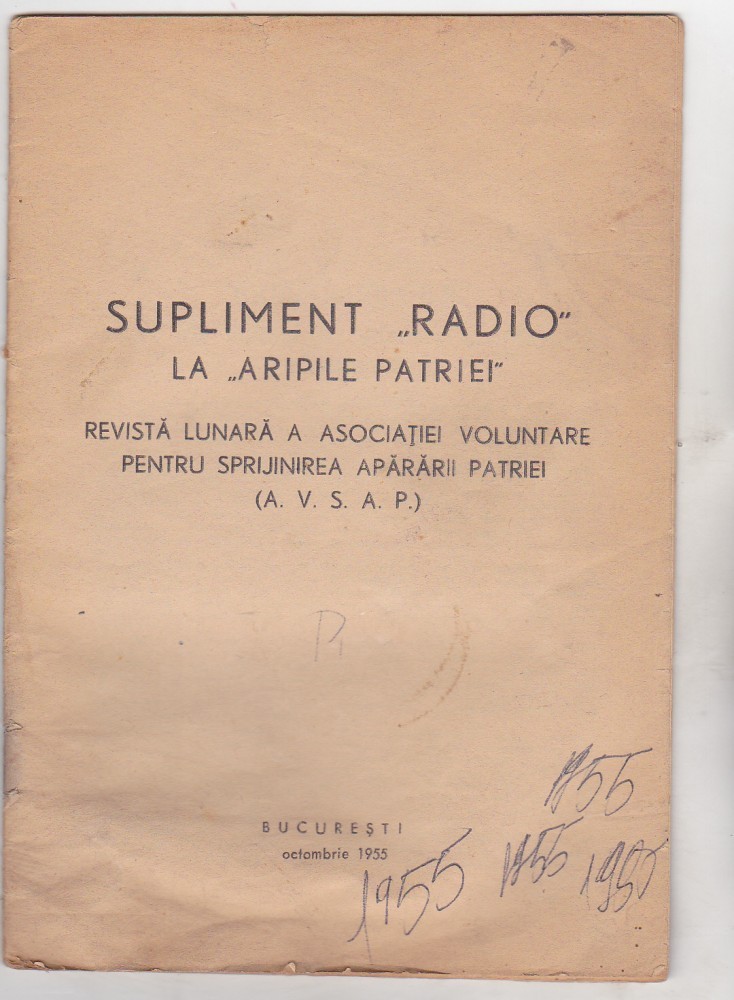 SUPLIMENT „RADIO"
LA „ARIPILE PATRIEI"
REVISTĂ LUNARĂ A ASOCIAȚIEI VOLUNTARE
PENTRU SPRIJINIREA APĂRĂRII PATRIEI
(A. V. S. A. P.)
1955
BUCUREȘTI
octombrie 1955
1955
1955
1955